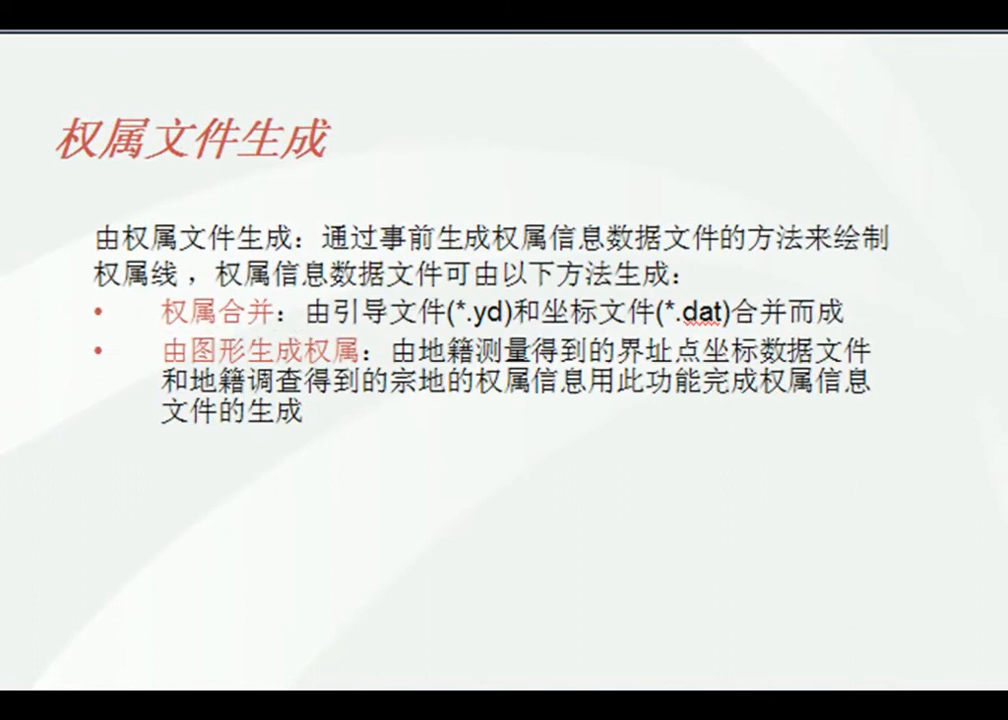 权属文件生成
由权属文件生成：通过事前生成权属信息数据文件的方法来绘制
权属线，权属信息数据文件可由以下方法生成：
• 权属合并：由引导文件(*.yd)和坐标文件(*.dat)合并而成
• 由图形生成权属：由地籍测量得到的界址点坐标数据文件
和地籍调查得到的宗地的权属信息用此功能完成权属信息
文件的生成